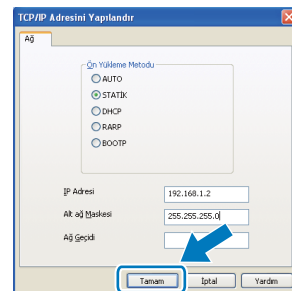 TCP/IP Adresini Yapılandır
Ağ
Ön Yükleme Metodu
AUTO
STATİK
DHCP
RARP
BOOTP
IP Adresi 192.168.1.2
Alt ağ Maskesi 255.255.255.0
Ağ Geçidi
Tamam İptal Yardım